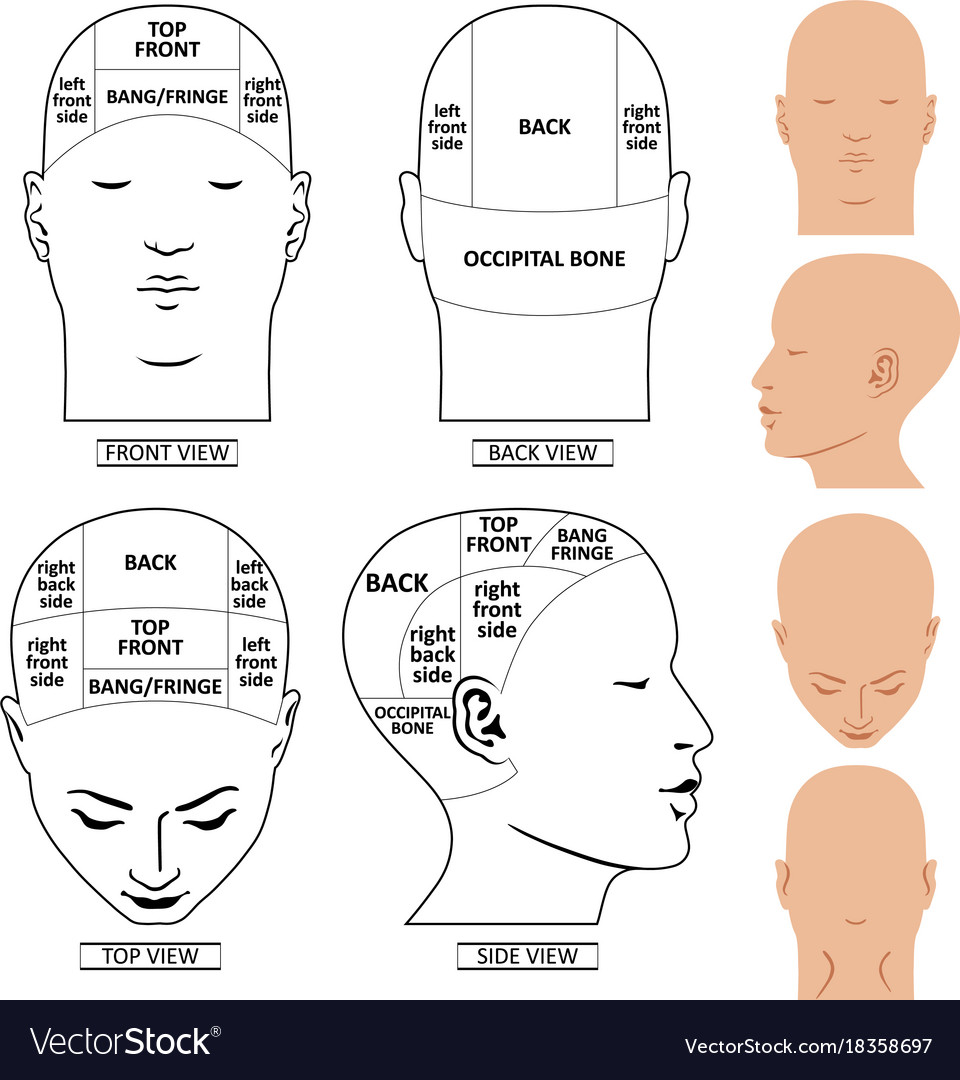 TOP
FRONT
left
front
side
BANG/FRINGE
right
front
side
FRONT VIEW
left
front
side
BACK
right
front
side
OCCIPITAL BONE
BACK VIEW
right
back
side
BACK
left
back
side
right
front
side
TOP
FRONT
left
front
side
BANG/FRINGE
TOP VIEW
BACK
TOP
FRONT
BANG
FRINGE
right
front
side
right
back
side
OCCIPITAL
BONE
SIDE VIEW
VectorStock®
VectorStock.com/18358697